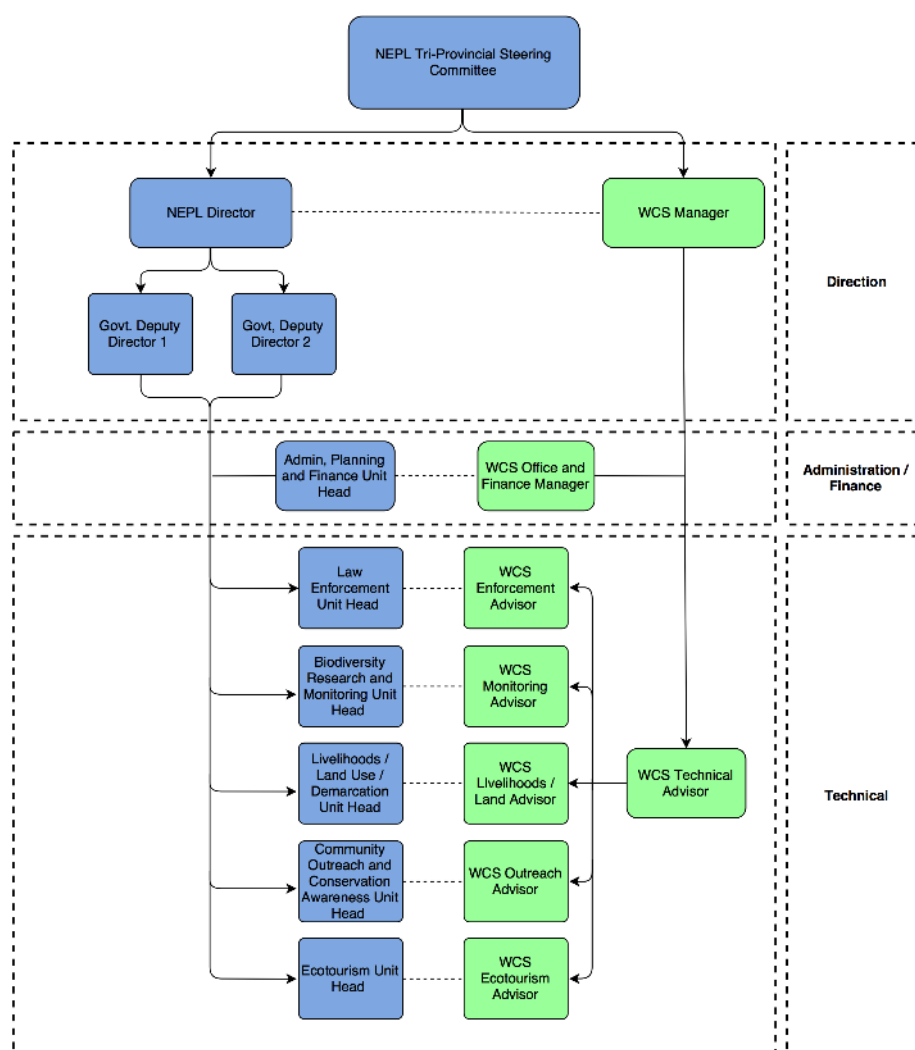 NEPL Tri-Provincial Steering
Committee
NEPL Director
WCS Manager
Direction
Govt. Deputy
Director 1
Govt, Deputy
Director 2
Admin, Planning
and Finance Unit
Head
WCS Office and
Finance Manager
Administration /
Finance
Law
Enforcement
Unit Head
WCS
Enforcement
Advisor
Biodiversity
Research and
Monitoring Unit
Head
WCS
Monitoring
Advisor
Livelihoods /
Land Use /
Demarcation
Unit Head
WCS
Livelihoods /
Land Advisor
WCS Technical
Advisor
Technical
Community
Outreach and
Conservation
Awareness Unit
Head
WCS Outreach
Advisor
Ecotourism Unit
Head
WCS
Ecotourism
Advisor